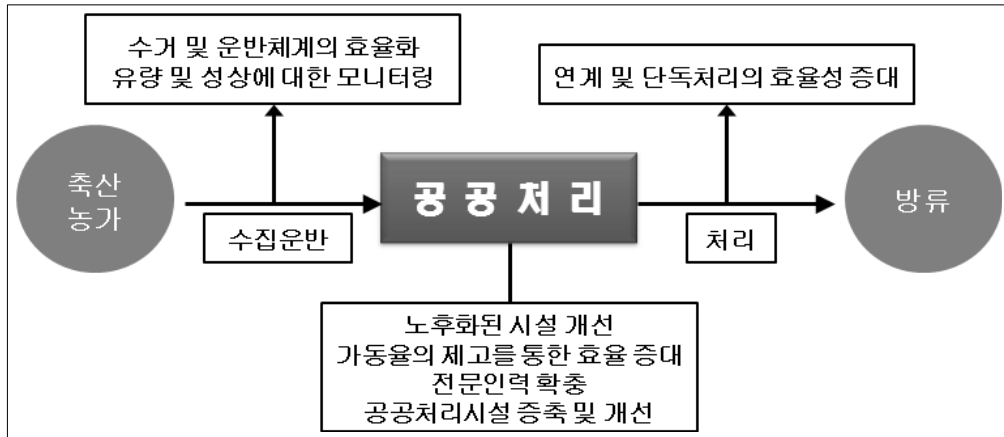 수거 및 운반체계의 효율화
유량 및 성상에 대한 모니터링
연계 및 단독처리의 효율성 증대
축산
농가
공공처리
방류
수집운반
처리
노후화된 시설 개선
가동율의 제고를 통한 효율 증대
전문인력 확충
공공처리시설 증축 및 개선